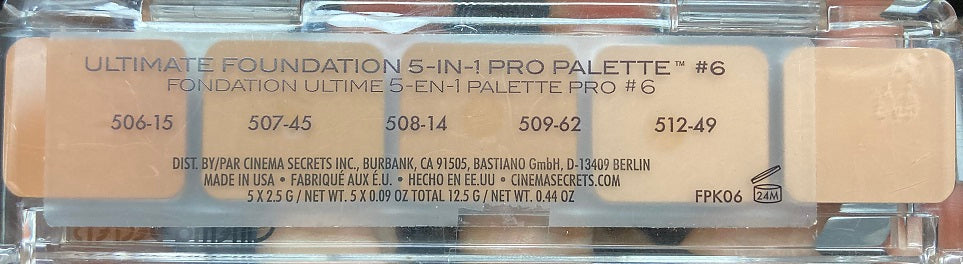 ULTIMATE FOUNDATION 5-IN-1 PRO PALETTE™ #6
FONDATION ULTIME 5-EN-1 PALETTE PRO #6
506-15 507-45 508-14 509-62 512-49
DIST. BY/PAR CINEMA SECRETS INC., BURBANK, CA 91505, BASTIANO GmbH, D-13409 BERLIN
MADE IN USA • FABRIQUÉ AUX É.U. • HECHO EN EE.UU • CINEMASECRETS.COM
5 X 2.5 G / NET WT. 5 X 0.09 OZ TOTAL 12.5 G / NET WT. 0.44 OZ
FPK06 24M